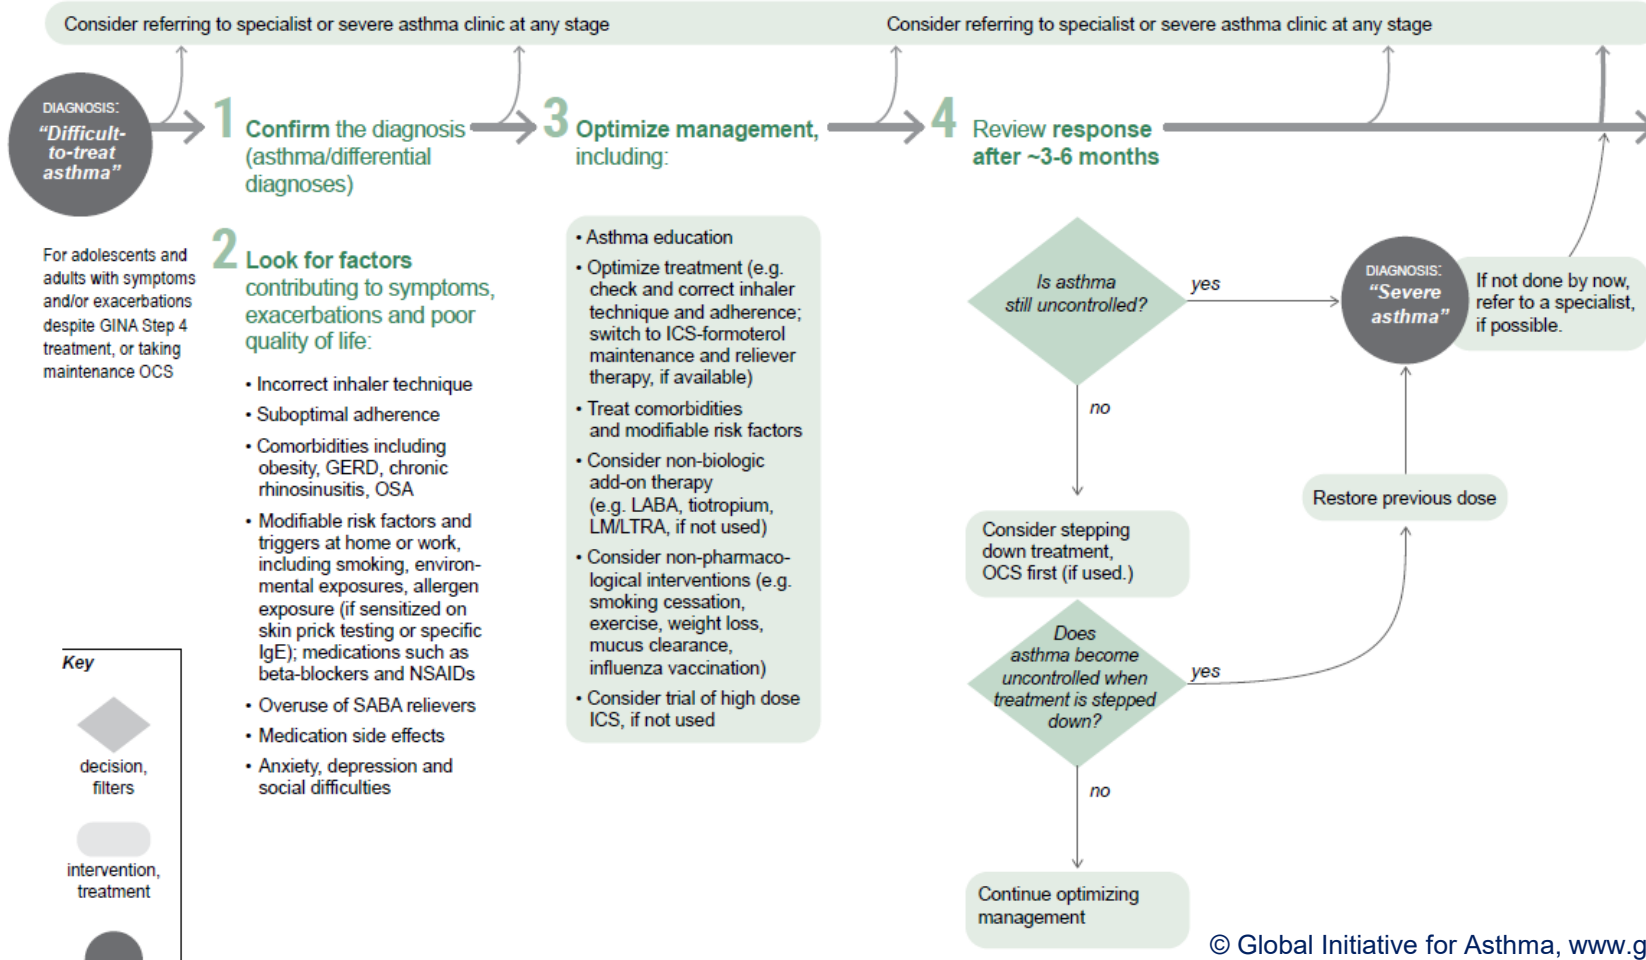 Consider referring to specialist or severe asthma clinic at any stage
Consider referring to specialist or severe asthma clinic at any stage
DIAGNOSIS:
"Difficult-
to-treat
asthma"
For adolescents and
adults with symptoms
and/or exacerbations
despite GINA Step 4
treatment, or taking
maintenance OCS
1 Confirm the diagnosis
(asthma/differential
diagnoses)
2 Look for factors
contributing to symptoms,
exacerbations and poor
quality of life:
• Incorrect inhaler technique
• Suboptimal adherence
• Comorbidities including
obesity, GERD, chronic
rhinosinusitis, OSA
• Modifiable risk factors and
triggers at home or work,
including smoking, environ-
mental exposures, allergen
exposure (if sensitized on
skin prick testing or specific
IgE); medications such as
beta-blockers and NSAIDs
• Overuse of SABA relievers
• Medication side effects
• Anxiety, depression and
social difficulties
3 Optimize management,
including:
• Asthma education
• Optimize treatment (e.g.
check and correct inhaler
technique and adherence;
switch to ICS-formoterol
maintenance and reliever
therapy, if available)
• Treat comorbidities
and modifiable risk factors
• Consider non-biologic
add-on therapy
(e.g. LABA, tiotropium,
LM/LTRA, if not used)
• Consider non-pharmaco-
logical interventions (e.g.
smoking cessation,
exercise, weight loss,
mucus clearance,
influenza vaccination)
• Consider trial of high dose
ICS, if not used
4 Review response
after ~3-6 months
Is asthma
still uncontrolled?
yes
DIAGNOSIS:
"Severe
asthma"
If not done by now,
refer to a specialist,
if possible.
no
Consider stepping
down treatment,
OCS first (if used.)
Restore previous dose
Does
asthma become
uncontrolled when
treatment is stepped
down?
yes
no
Continue optimizing
management
Key
decision,
filters
intervention,
treatment
© Global Initiative for Asthma, www.g